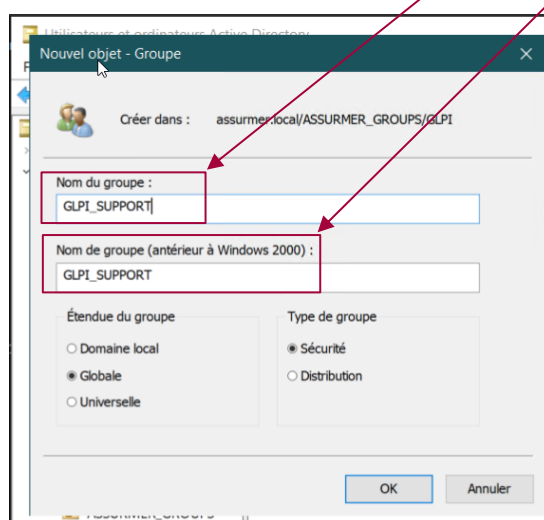 Utilisateurs et ordinateurs Active Directory
Nouvel objet - Groupe
Créer dans : assurmer.local/ASSURMER_GROUPS/GLPI
Nom du groupe :
GLPI_SUPPORT
Nom de groupe (antérieur à Windows 2000) :
GLPI_SUPPORT
Étendue du groupe
Type de groupe
Domaine local
Sécurité
Globale
Distribution
Universelle
OK
Annuler
ASSURMER_GROUPS